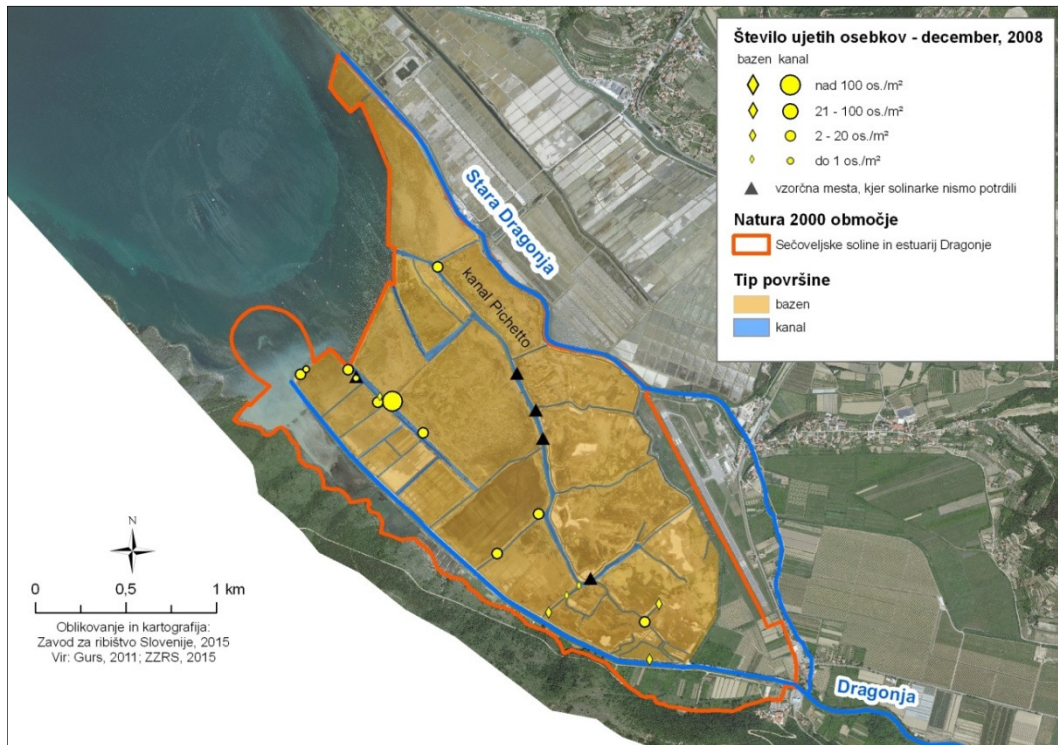 Število ujetih osebkov - december, 2008
bazen kanal
nad 100 os./m²
21 - 100 os./m²
2 - 20 os./m²
do 1 os./m²
vzorčna mesta, kjer solinarke nismo potrdili
Natura 2000 območje
Sečoveljske soline in estuarij Dragonje
Tip površine
bazen
kanal
Stara Dragonja
kanal Pichetto
Dragonja
N
0 0,5 1 km
Oblikovanje in kartografija:
Zavod za ribištvo Slovenije, 2015
Vir: Gurs, 2011; ZZRS, 2015